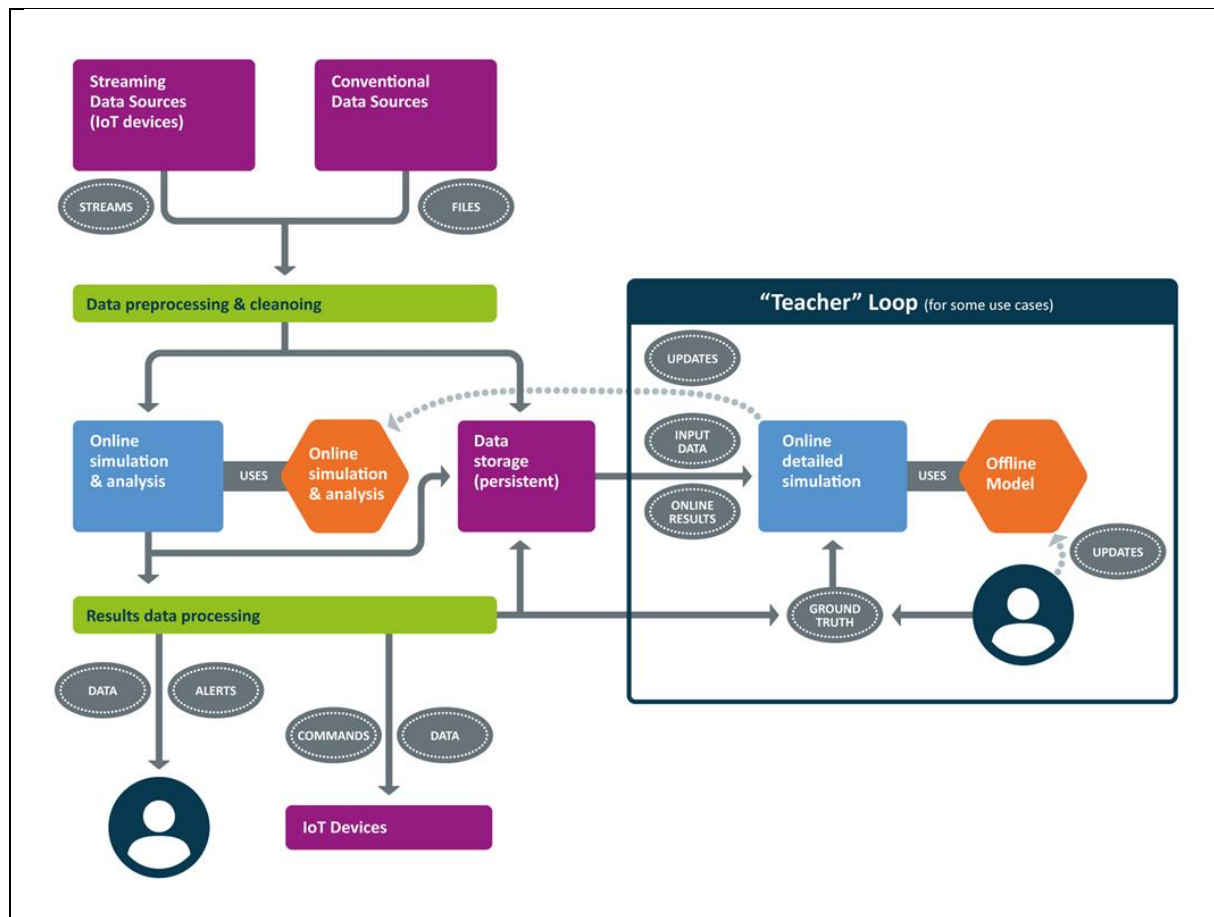 Streaming
Data Sources
(IoT devices)
Conventional
Data Sources
STREAMS
FILES
Data preprocessing & cleanoing
“Teacher” Loop (for some use cases)
UPDATES
Online
simulation
& analysis
USES
Online
simulation
& analysis
Data
storage
(persistent)
INPUT
DATA
ONLINE
RESULTS
Online
detailed
simulation
USES
Offline
Model
UPDATES
Results data processing
GROUND
TRUTH
DATA
ALERTS
COMMANDS
DATA
IoT Devices